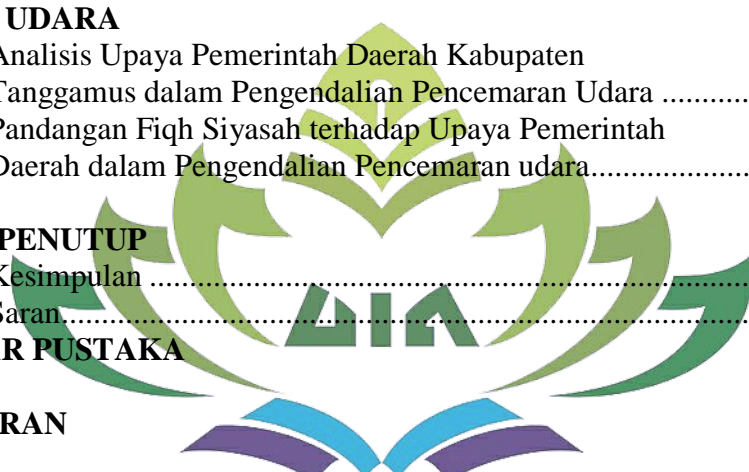 UDARA
Analisis Upaya Pemerintah Daerah Kabupaten
Tanggamus dalam Pengendalian Pencemaran Udara ............
Pandangan Fiqh Siyasah terhadap Upaya Pemerintah
Daerah dalam Pengendalian Pencemaran udara.....................
PENUTUP
Kesimpulan ...........................................................................
Saran......................................................................................
R PUSTAKA
RAN